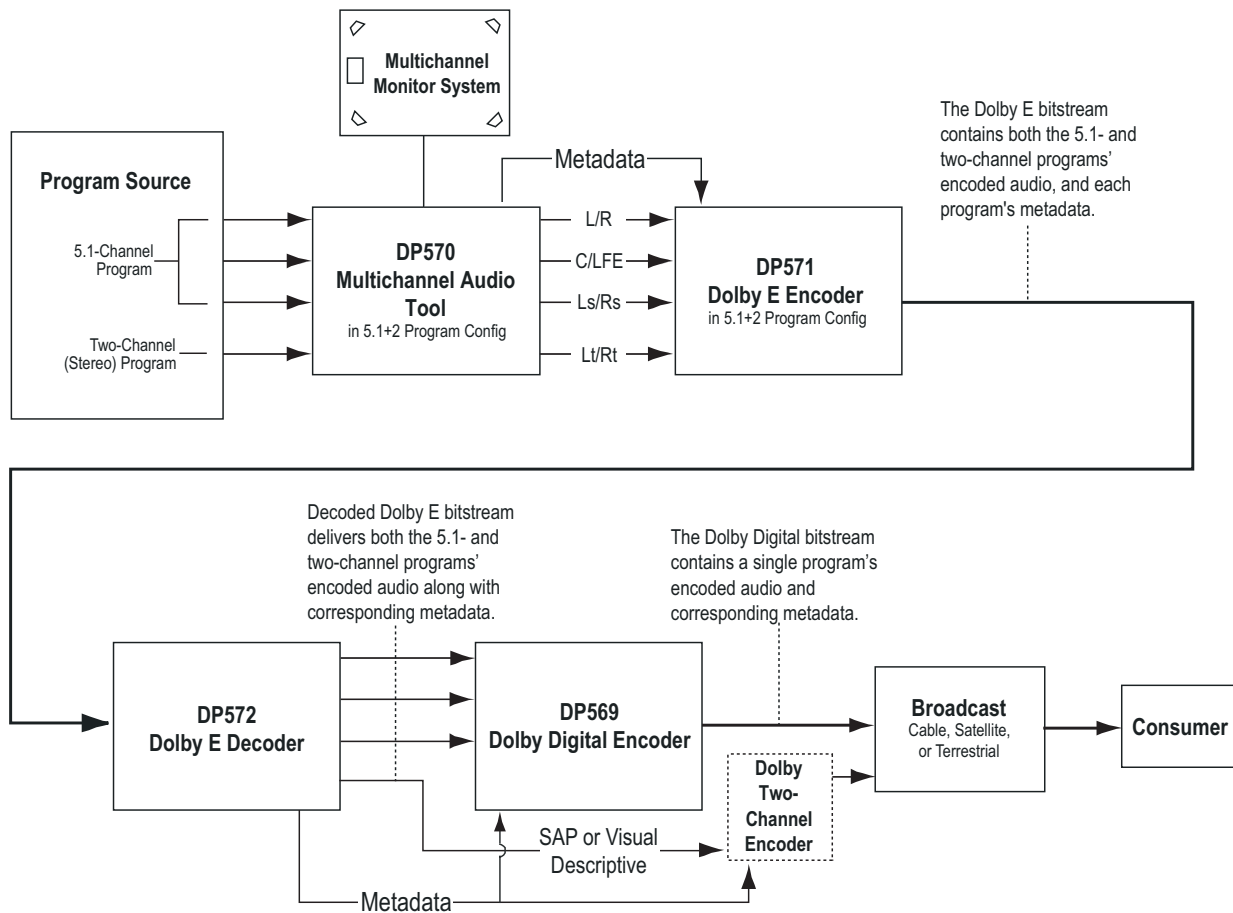 Multichannel
Monitor System
The Dolby E bitstream
contains both the 5.1- and
two-channel programs'
encoded audio, and each
program's metadata.
Program Source
5.1-Channel
Program
Two-Channel
(Stereo) Program
Metadata
DP570
Multichannel Audio
Tool
in 5.1+2 Program Config
L/R
C/LFE
Ls/Rs
Lt/Rt
DP571
Dolby E Encoder
in 5.1+2 Program Config
Decoded Dolby E bitstream
delivers both the 5.1- and
two-channel programs'
encoded audio along with
corresponding metadata.
The Dolby Digital bitstream
contains a single program's
encoded audio and
corresponding metadata.
DP572
Dolby E Decoder
DP569
Dolby Digital Encoder
Broadcast
Cable, Satellite,
or Terrestrial
Consumer
Dolby
Two-
Channel
Encoder
SAP or Visual
Descriptive
Metadata